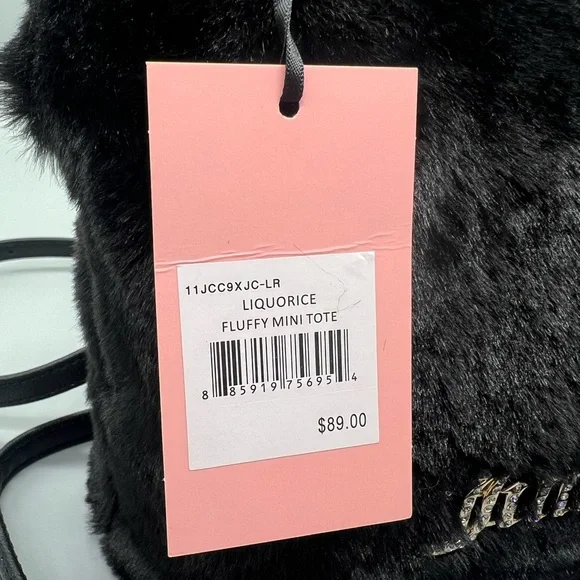 11JCC9XJC-LR
LIQUORICE
FLUFFY MINI TOTE
8 85919 75695 4
$89.00